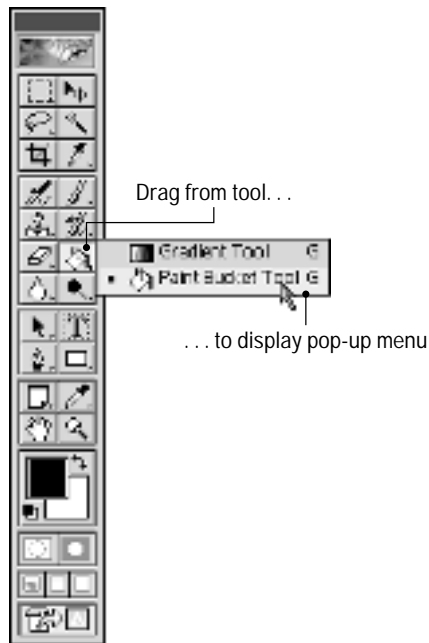 Drag from tool. . .
Gradient Tool G
Paint Bucket Tool G
. . . to display pop-up menu